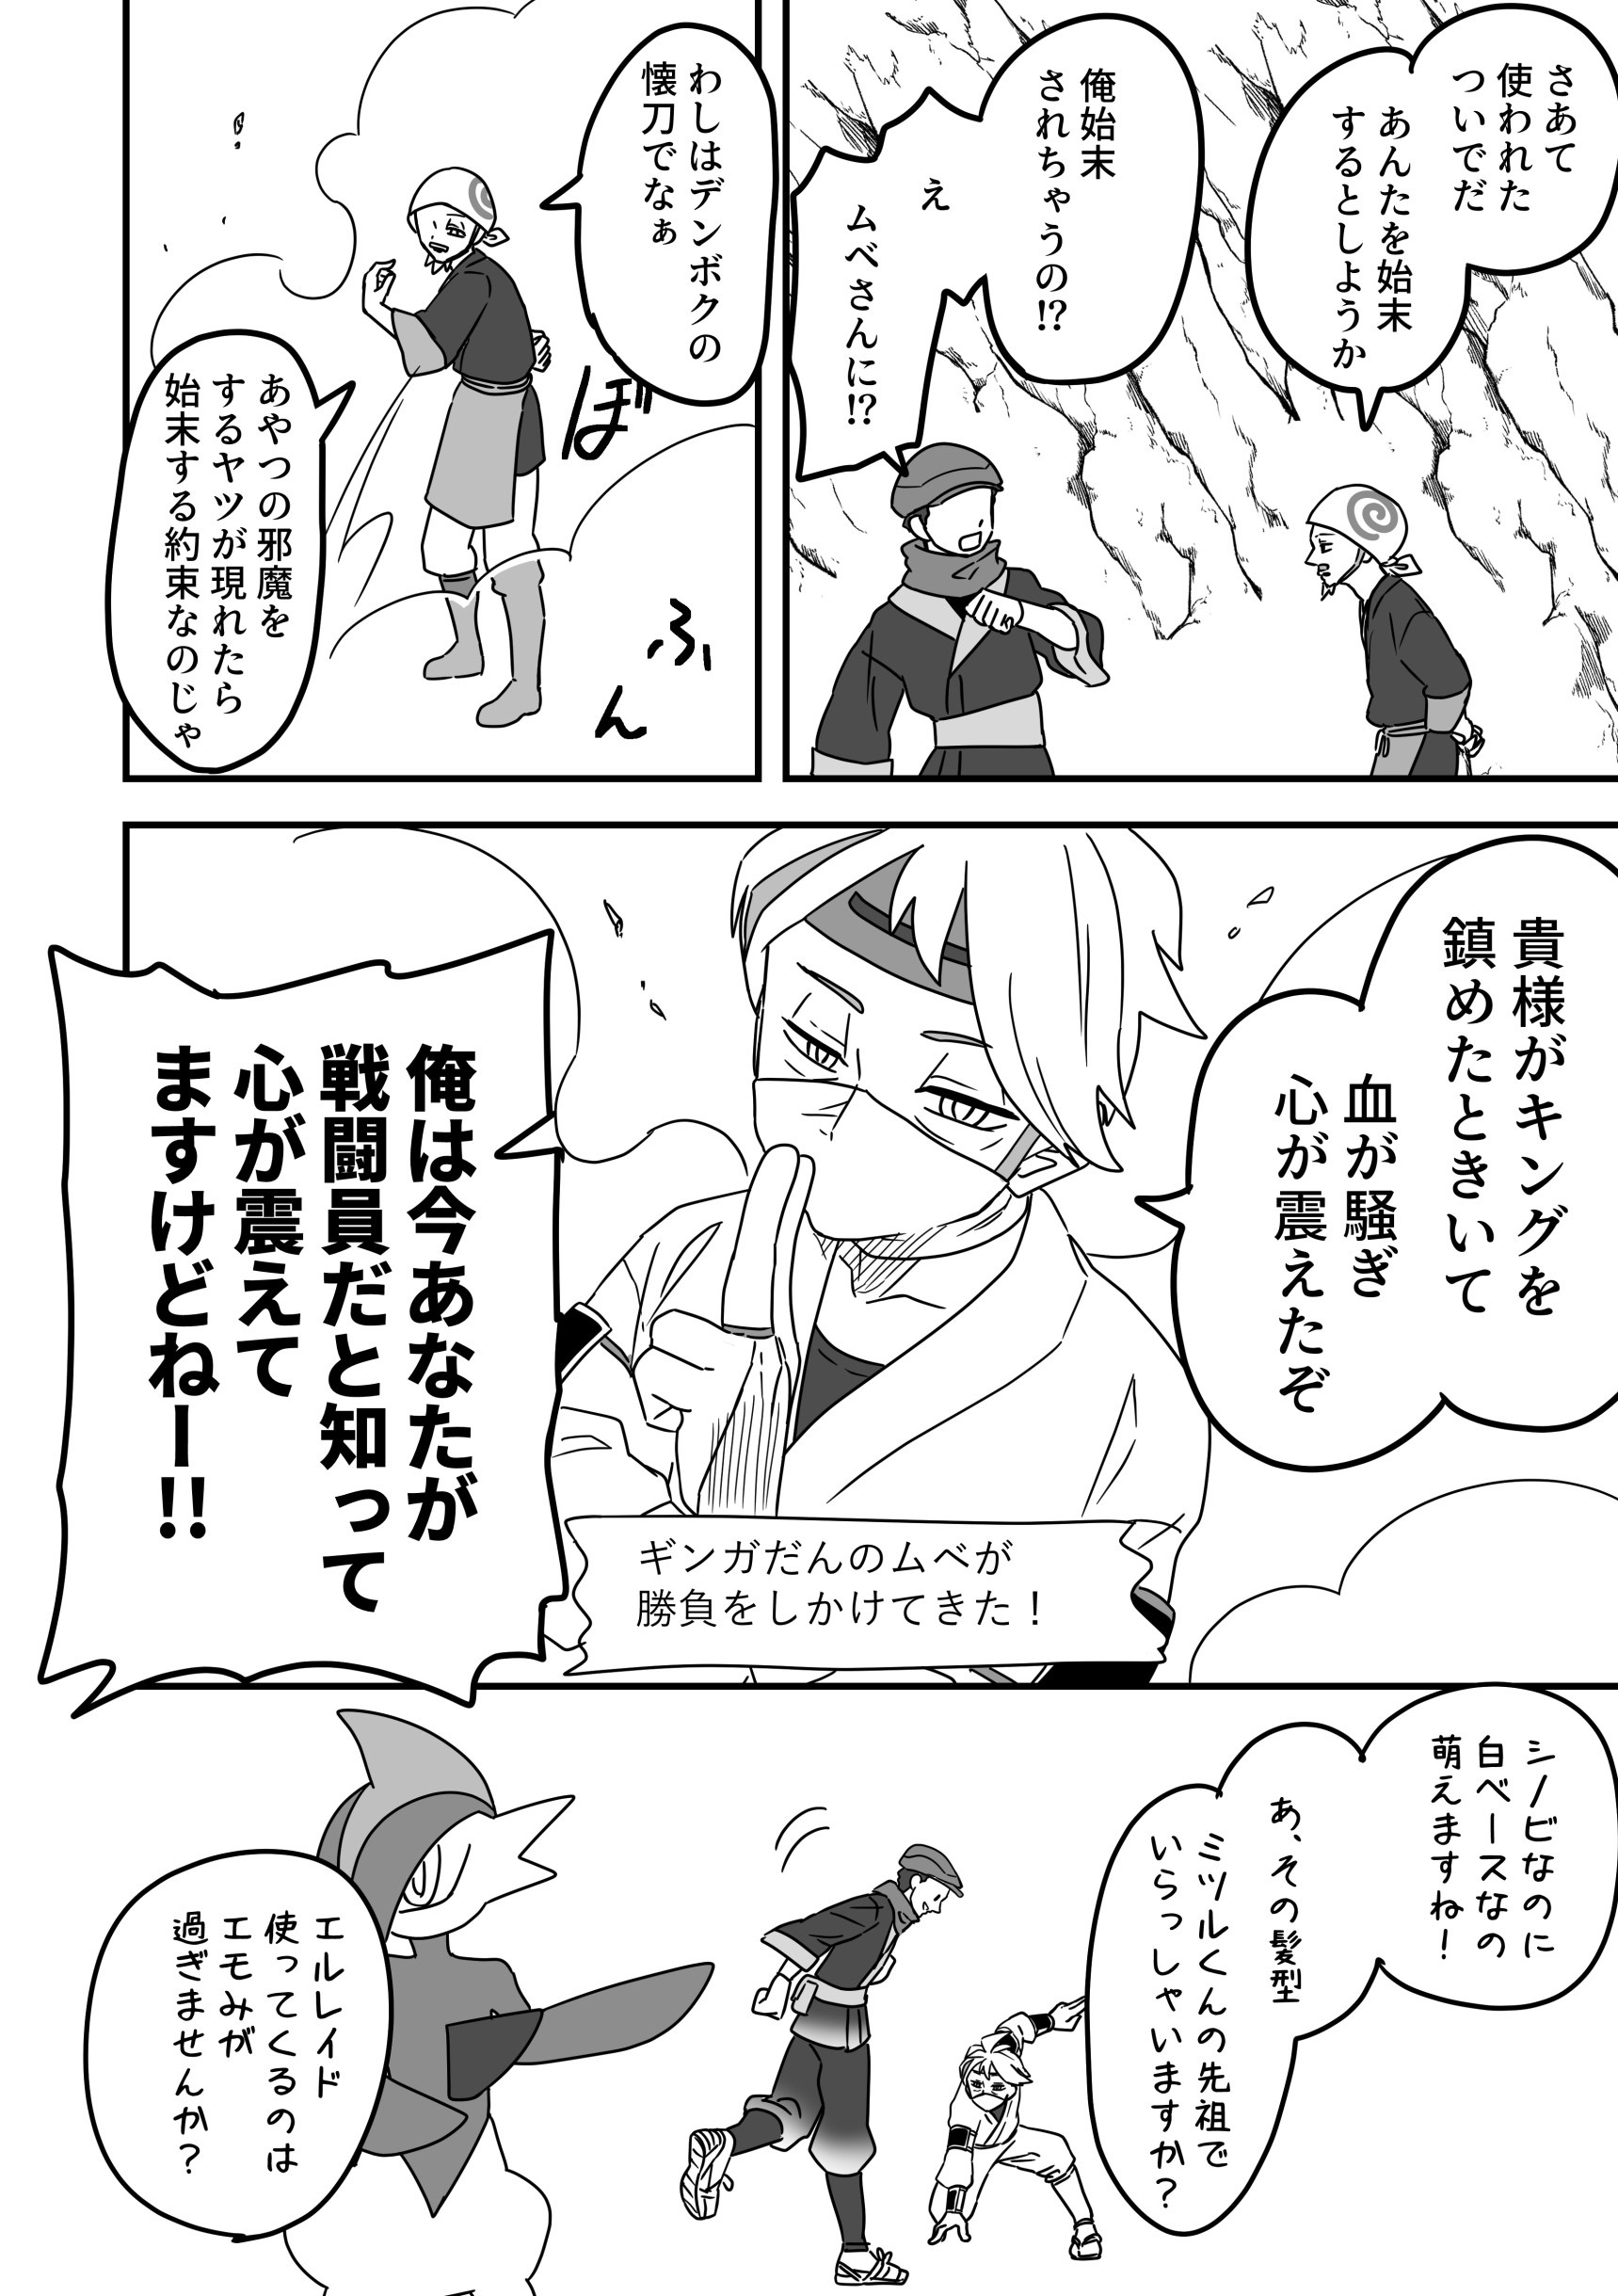 さあて
使われた
ついでだ
あんたを始末
するとしようか
俺始末
されちゃうの!?
え
ムベさんに!?
わしはデンボクの
懐刀でなぁ
ぼ
ふ
ん
あやつの邪魔を
するヤツが現れたら
始末する約束なのじゃ
貴様がキングを
鎮めたときいて
血が騒ぎ
心が震えたぞ
俺は今あなたが
戦闘員だと知って
心が震えて
ますけどねー!!
ギンガだんのムベが
勝負をしかけてきた！
シノビなのに
白ベースなの
萌えますね！
あ、その髪型
ミツルくんの先祖で
いらっしゃいますか？
エルレイド
使ってくるのは
エモみが
過ぎませんか？